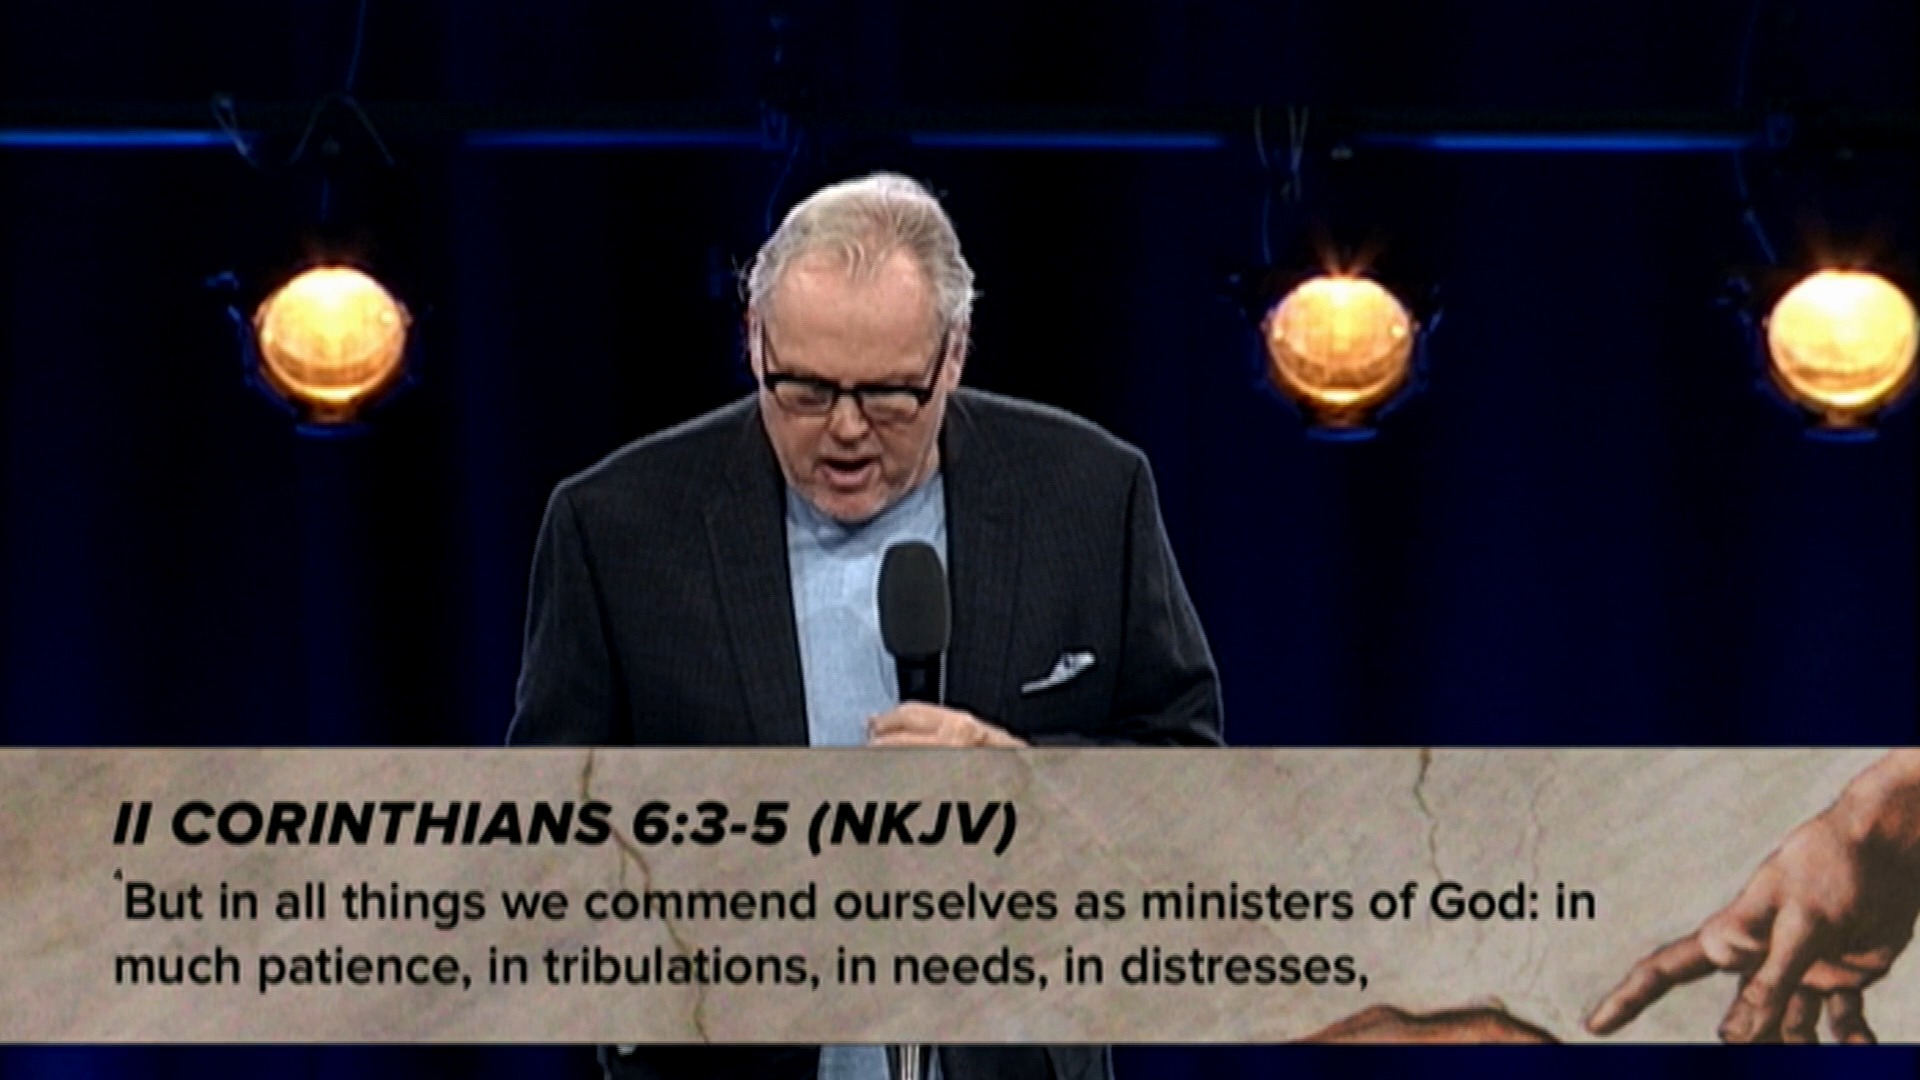 II CORINTHIANS 6:3-5 (NKJV)
⁴But in all things we commend ourselves as ministers of God: in
much patience, in tribulations, in needs, in distresses,